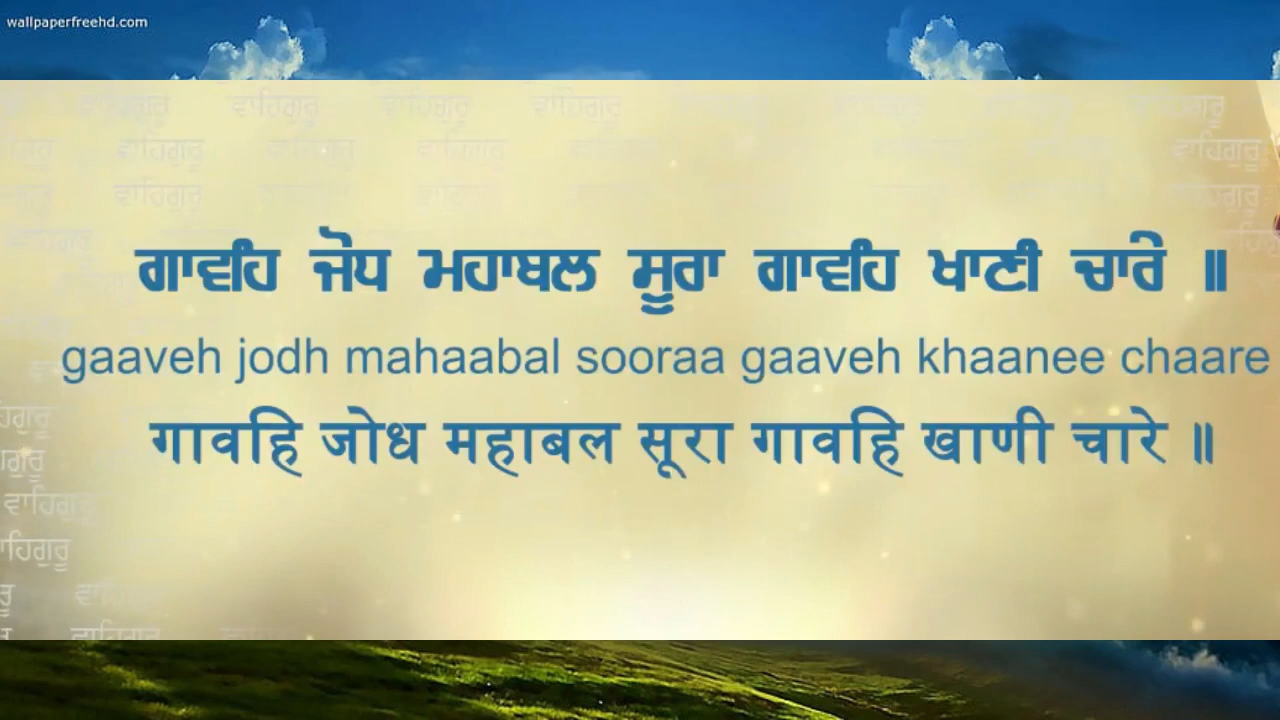 wallpaperfreehd.com
ਵਾਹਿਗੁਰੂ ਵਾਹਿਗੁਰੂ ਵਾਹਿਗੁਰੂ ਵਾਹਿਗੁਰੂ
ਵਾਹਿਗੁਰੂ ਵਾਹਿਗੁਰੂ ਵਾਹਿਗੁਰੂ ਵਾਹਿਗੁਰੂ
ਵਾਹਿਗੁਰੂ
ਗਾਵਹਿ ਜੋਧ ਮਹਾਬਲ ਸੂਰਾ ਗਾਵਹਿ ਖਾਣੀ ਚਾਰੇ ॥
gaaveh jodh mahaabal sooraa gaaveh khaanee chaare
गावहि जोध महाबल सूरा गावहि खाणी चारे ॥
ਵਾਹਿਗੁਰੂ